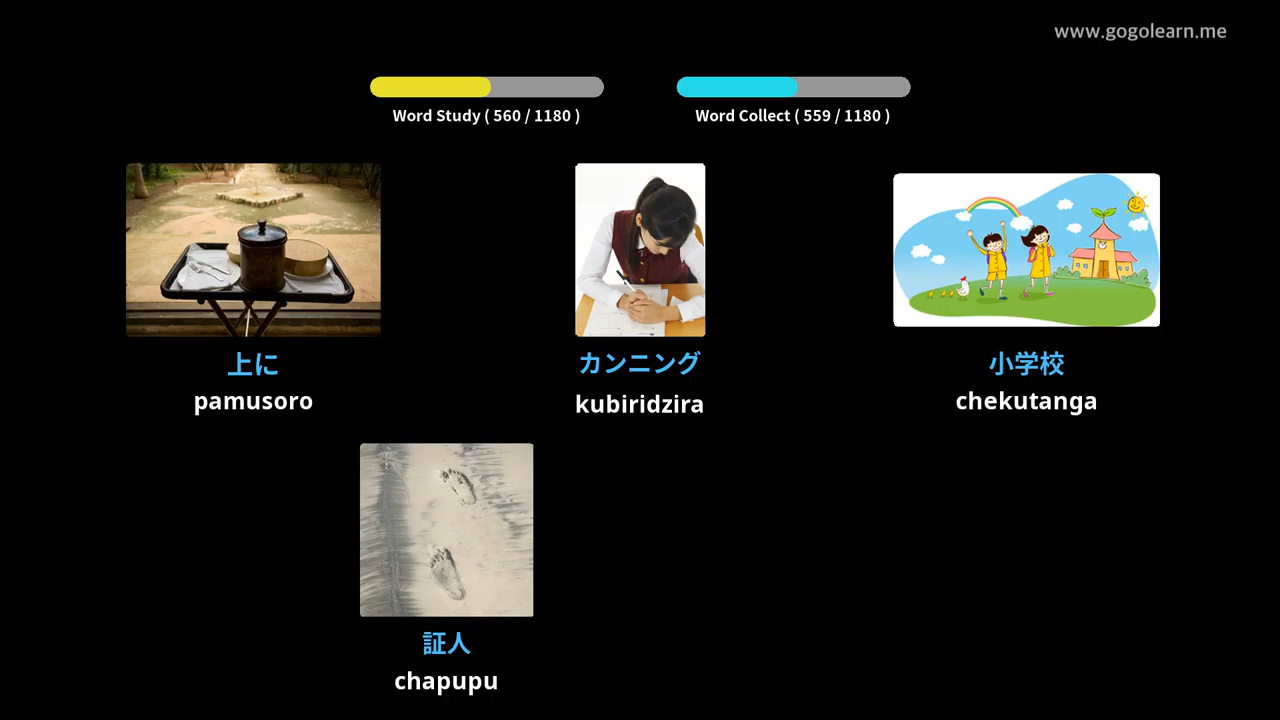 www.gogolearn.me
Word Study ( 560 / 1180 )
Word Collect ( 559 / 1180 )
上に
pamusoro
カンニング
kubiridzira
小学校
chekutanga
証人
chapupu